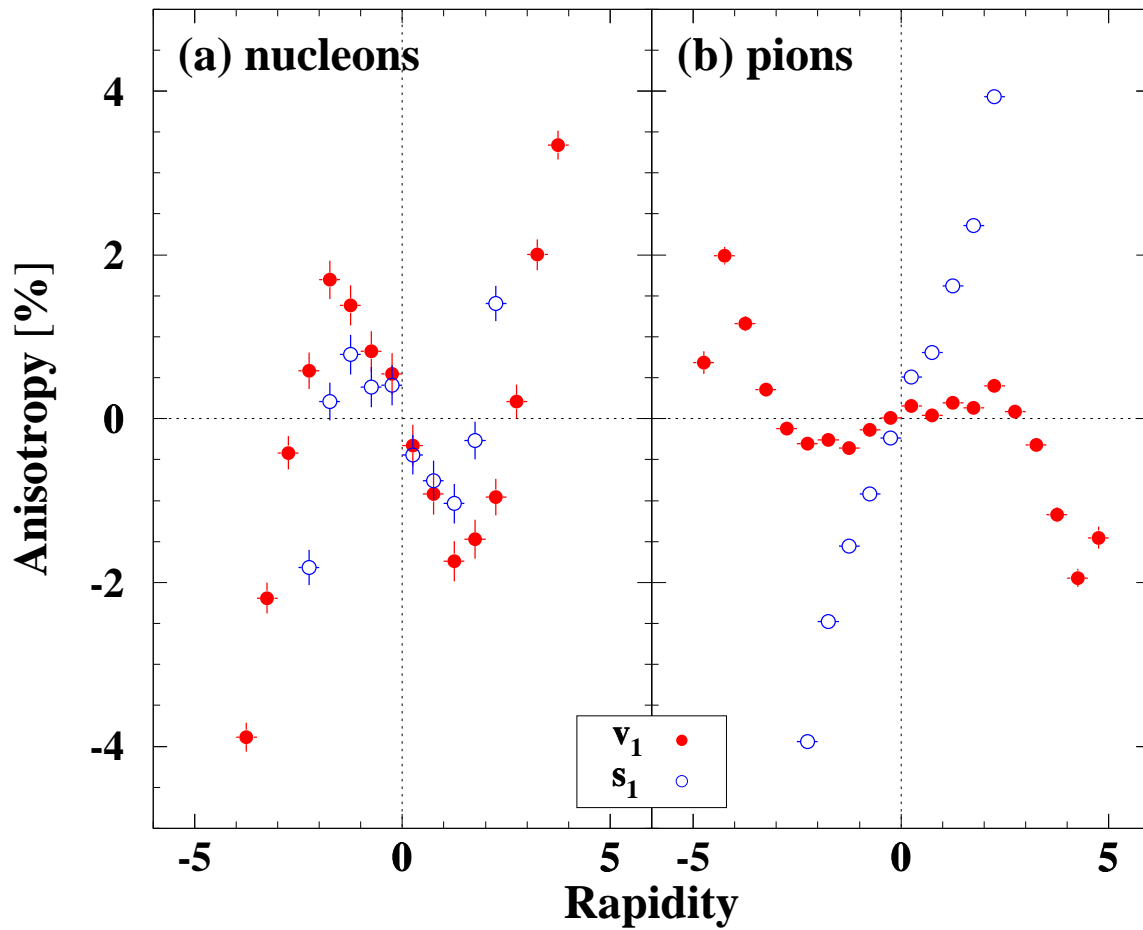 (a) nucleons
(b) pions
4
2
0
-2
-4
Anisotropy [%]
v₁
s₁
-5
0
5
-5
0
5
Rapidity